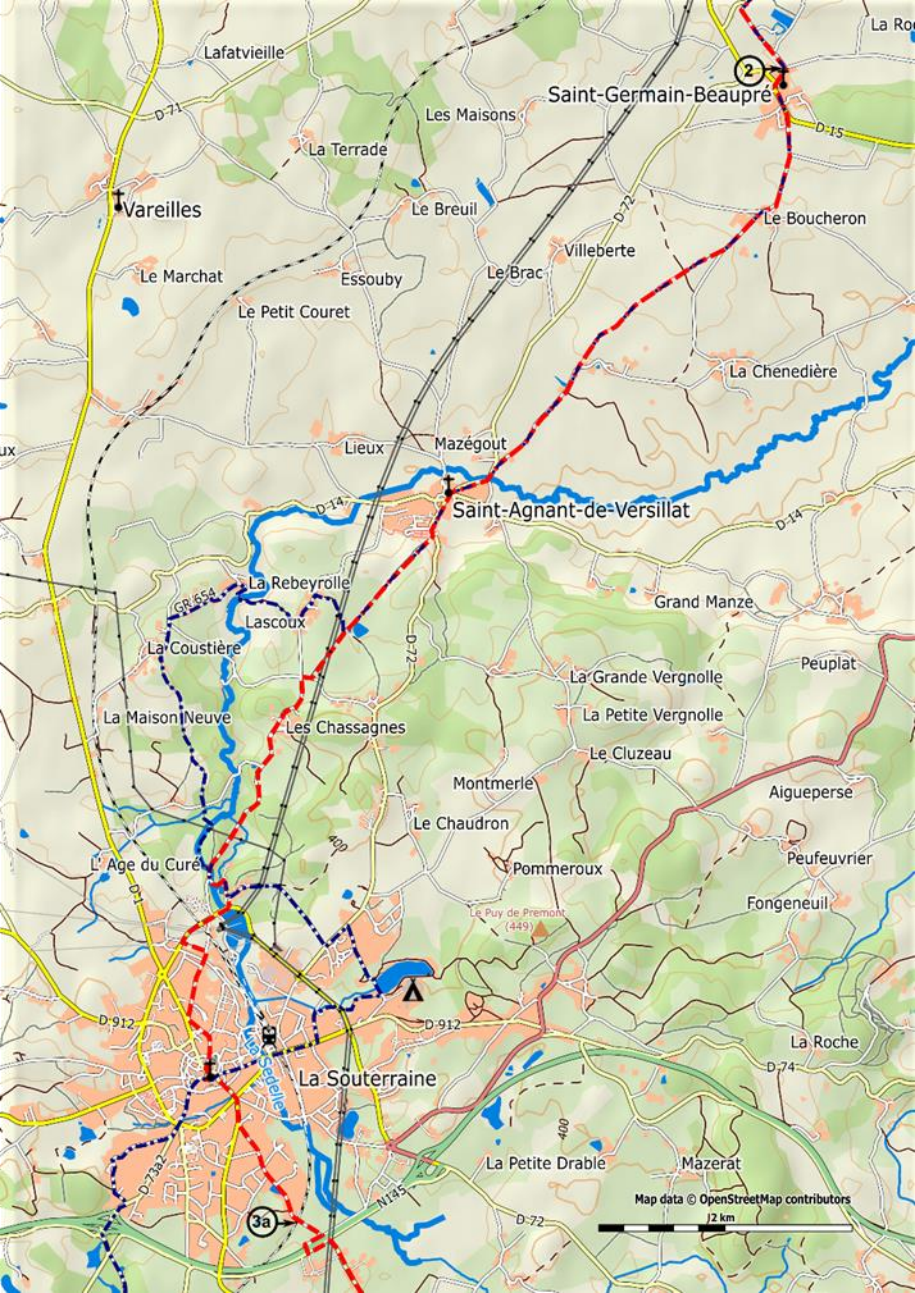 Lafatvieille
La Ro
2
Saint-Germain-Beaupré
D 71
Les Maisons
D 15
La Terrade
Vareilles
Le Breuil
D 72
Le Boucheron
Villeberte
Le Marchat
Essouby
Le Brac
Le Petit Couret
La Chenedière
ux
Lieux
Mazégout
D 14
Saint-Agnant-de-Versillat
D 14
La Rebeyrolle
GR 654
Lascoux
Grand Manze
La Coustière
D 72
Peuplat
La Grande Vergnolle
La Maison Neuve
Les Chassagnes
La Petite Vergnolle
Le Cluzeau
Montmerle
Aigueperse
Le Chaudron
400
L' Age du Curé
Pommeroux
Peufeuvrier
D 1
Le Puy de Premont
(449)
Fongeneuil
D 912
D 912
La Roche
La Sedelle
La Souterraine
D 74
400
D 73a2
La Petite Drable
Mazerat
N145
Map data © OpenStreetMap contributors
3a
D 72
2 km